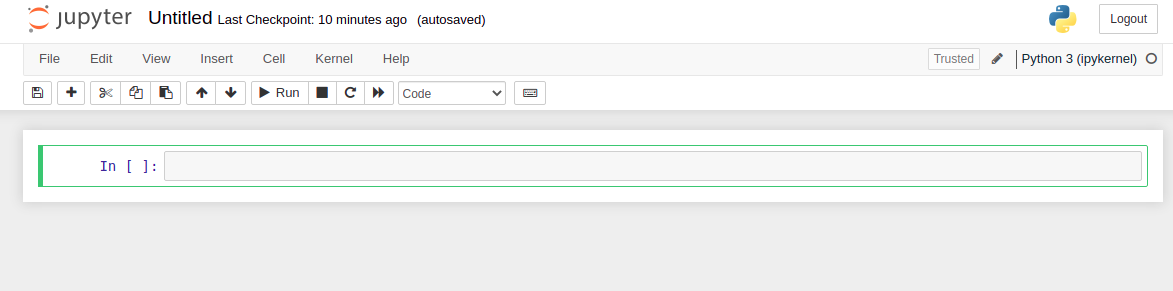 jupyter Untitled Last Checkpoint: 10 minutes ago (autosaved) Logout
File Edit View Insert Cell Kernel Help Trusted Python 3 (ipykernel)
Run Code
In [ ]: